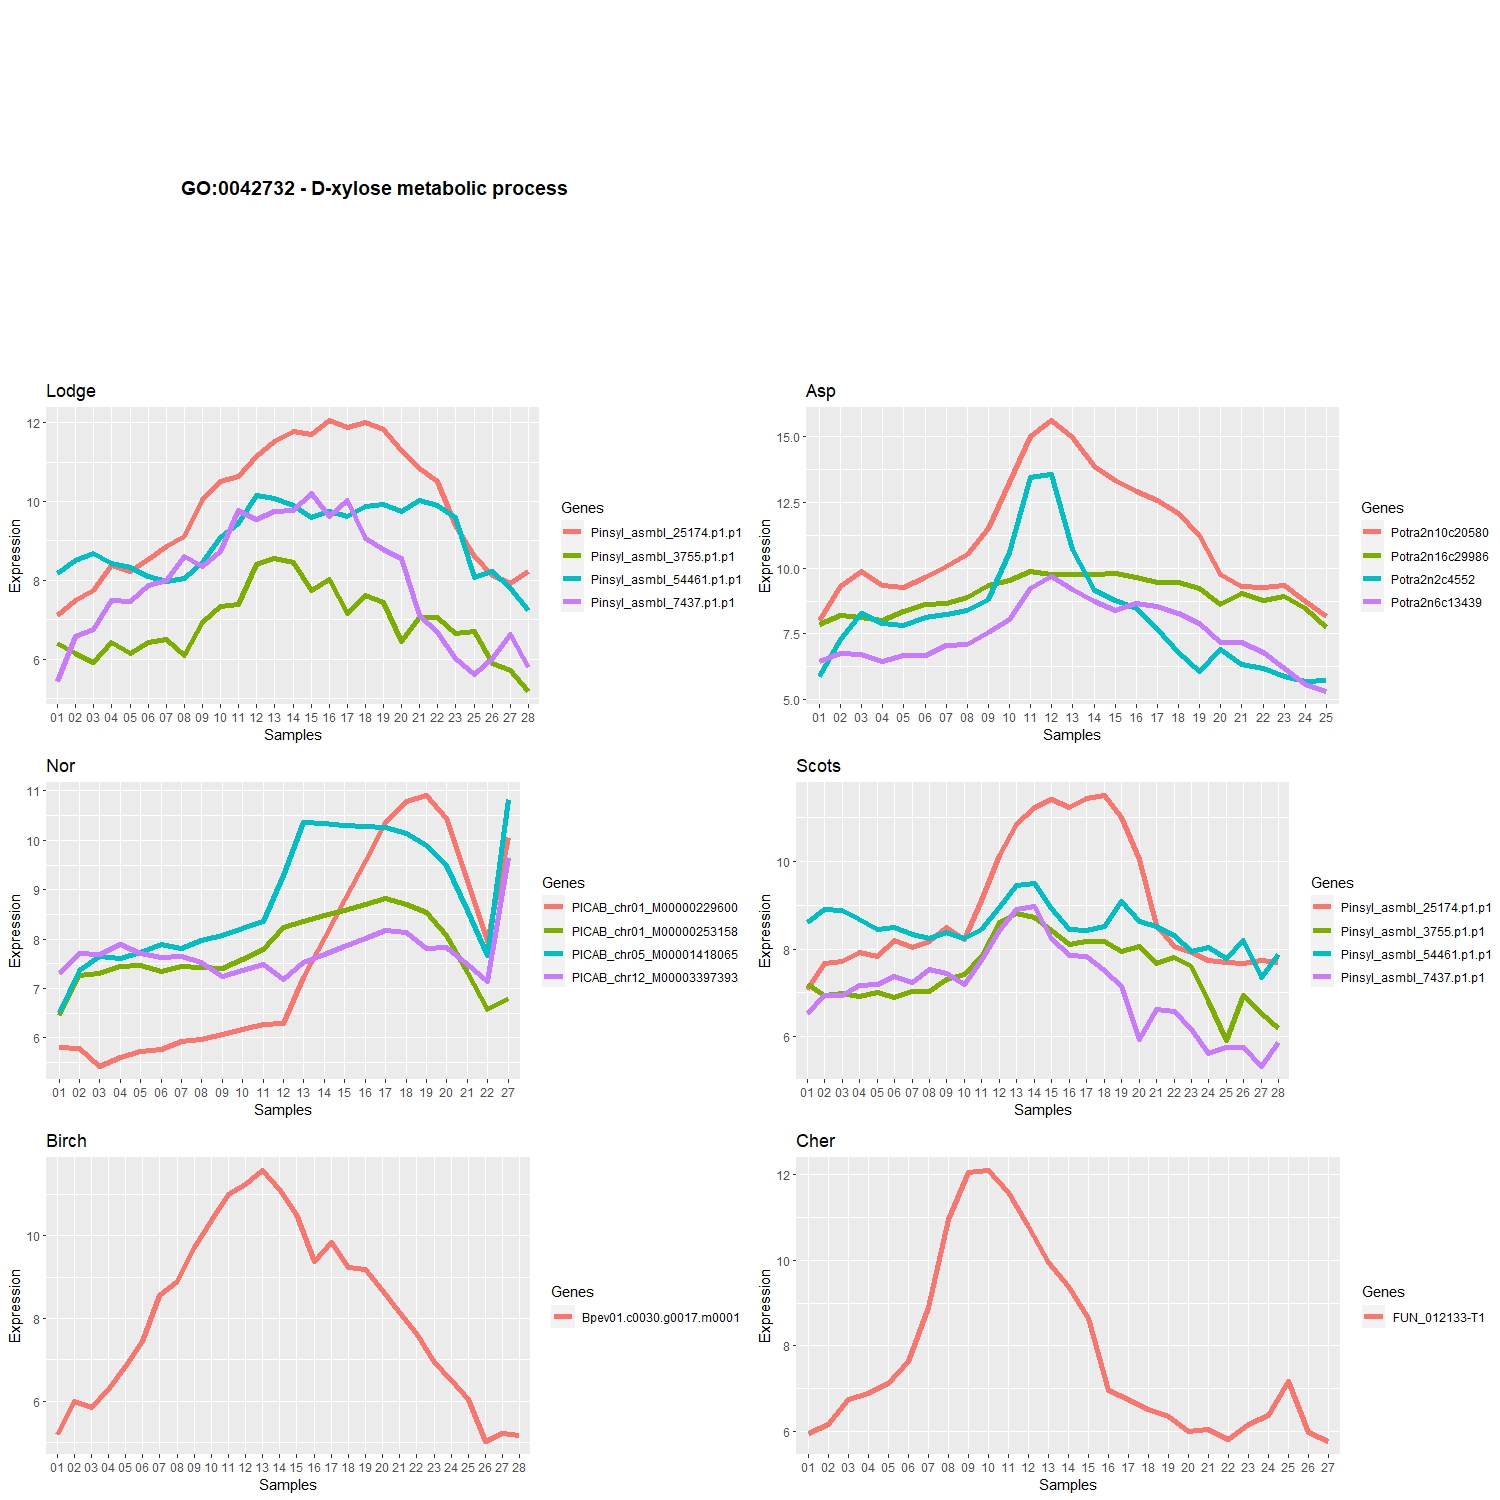 GO:0042732 - D-xylose metabolic process
Lodge
Expression
12
10
8
6
01 02 03 04 05 06 07 08 09 10 11 12 13 14 15 16 17 18 19 20 21 22 23 25 26 27 28
Samples
Genes
Pinsyl_asmbl_25174.p1.p1
Pinsyl_asmbl_3755.p1.p1
Pinsyl_asmbl_54461.p1.p1
Pinsyl_asmbl_7437.p1.p1
Asp
Expression
15.0
12.5
10.0
7.5
5.0
01 02 03 04 05 06 07 08 09 10 11 12 13 14 15 16 17 18 19 20 21 22 23 24 25
Samples
Genes
Potra2n10c20580
Potra2n16c29986
Potra2n2c4552
Potra2n6c13439
Nor
Expression
11
10
9
8
7
6
01 02 03 04 05 06 07 08 09 10 11 12 13 14 15 16 17 18 19 20 21 22 27
Samples
Genes
PICAB_chr01_M00000229600
PICAB_chr01_M00000253158
PICAB_chr05_M00001418065
PICAB_chr12_M00003397393
Scots
Expression
10
8
6
01 02 03 04 05 06 07 08 09 10 11 12 13 14 15 16 17 18 19 20 21 22 23 24 25 26 27 28
Samples
Genes
Pinsyl_asmbl_25174.p1.p1
Pinsyl_asmbl_3755.p1.p1
Pinsyl_asmbl_54461.p1.p1
Pinsyl_asmbl_7437.p1.p1
Birch
Expression
10
8
6
01 02 03 04 05 06 07 08 09 10 11 12 13 14 15 16 17 18 19 20 21 22 23 24 25 26 27 28
Samples
Genes
Bpev01.c0030.g0017.m0001
Cher
Expression
12
10
8
6
01 02 03 04 05 06 07 08 09 10 11 12 13 14 15 16 17 18 19 20 21 22 23 24 25 26 27
Samples
Genes
FUN_012133-T1